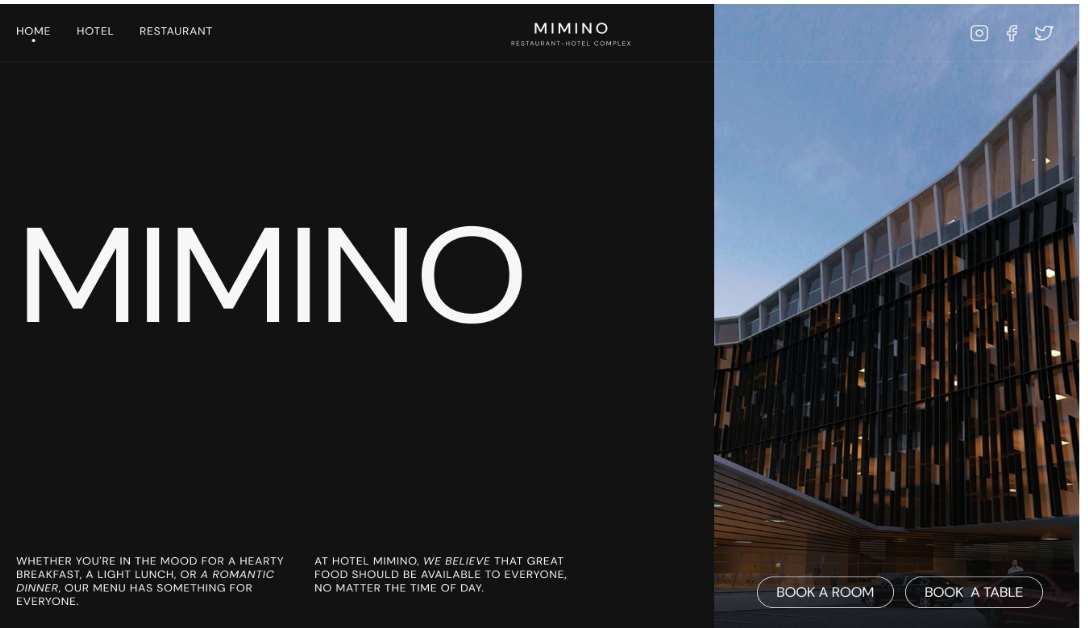 HOME
HOTEL
RESTAURANT
MIMINO
RESTAURANT-HOTEL COMPLEX
MIMINO
WHETHER YOU'RE IN THE MOOD FOR A HEARTY
BREAKFAST, A LIGHT LUNCH, OR A ROMANTIC
DINNER, OUR MENU HAS SOMETHING FOR
EVERYONE.
AT HOTEL MIMINO, WE BELIEVE THAT GREAT
FOOD SHOULD BE AVAILABLE TO EVERYONE,
NO MATTER THE TIME OF DAY.
BOOK A ROOM
BOOK A TABLE